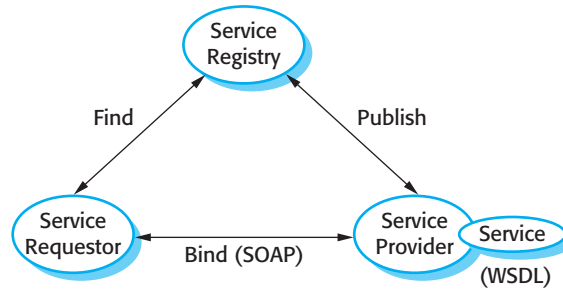 Service
Registry
Find
Publish
Service
Requestor
Bind (SOAP)
Service
Provider
Service
(WSDL)